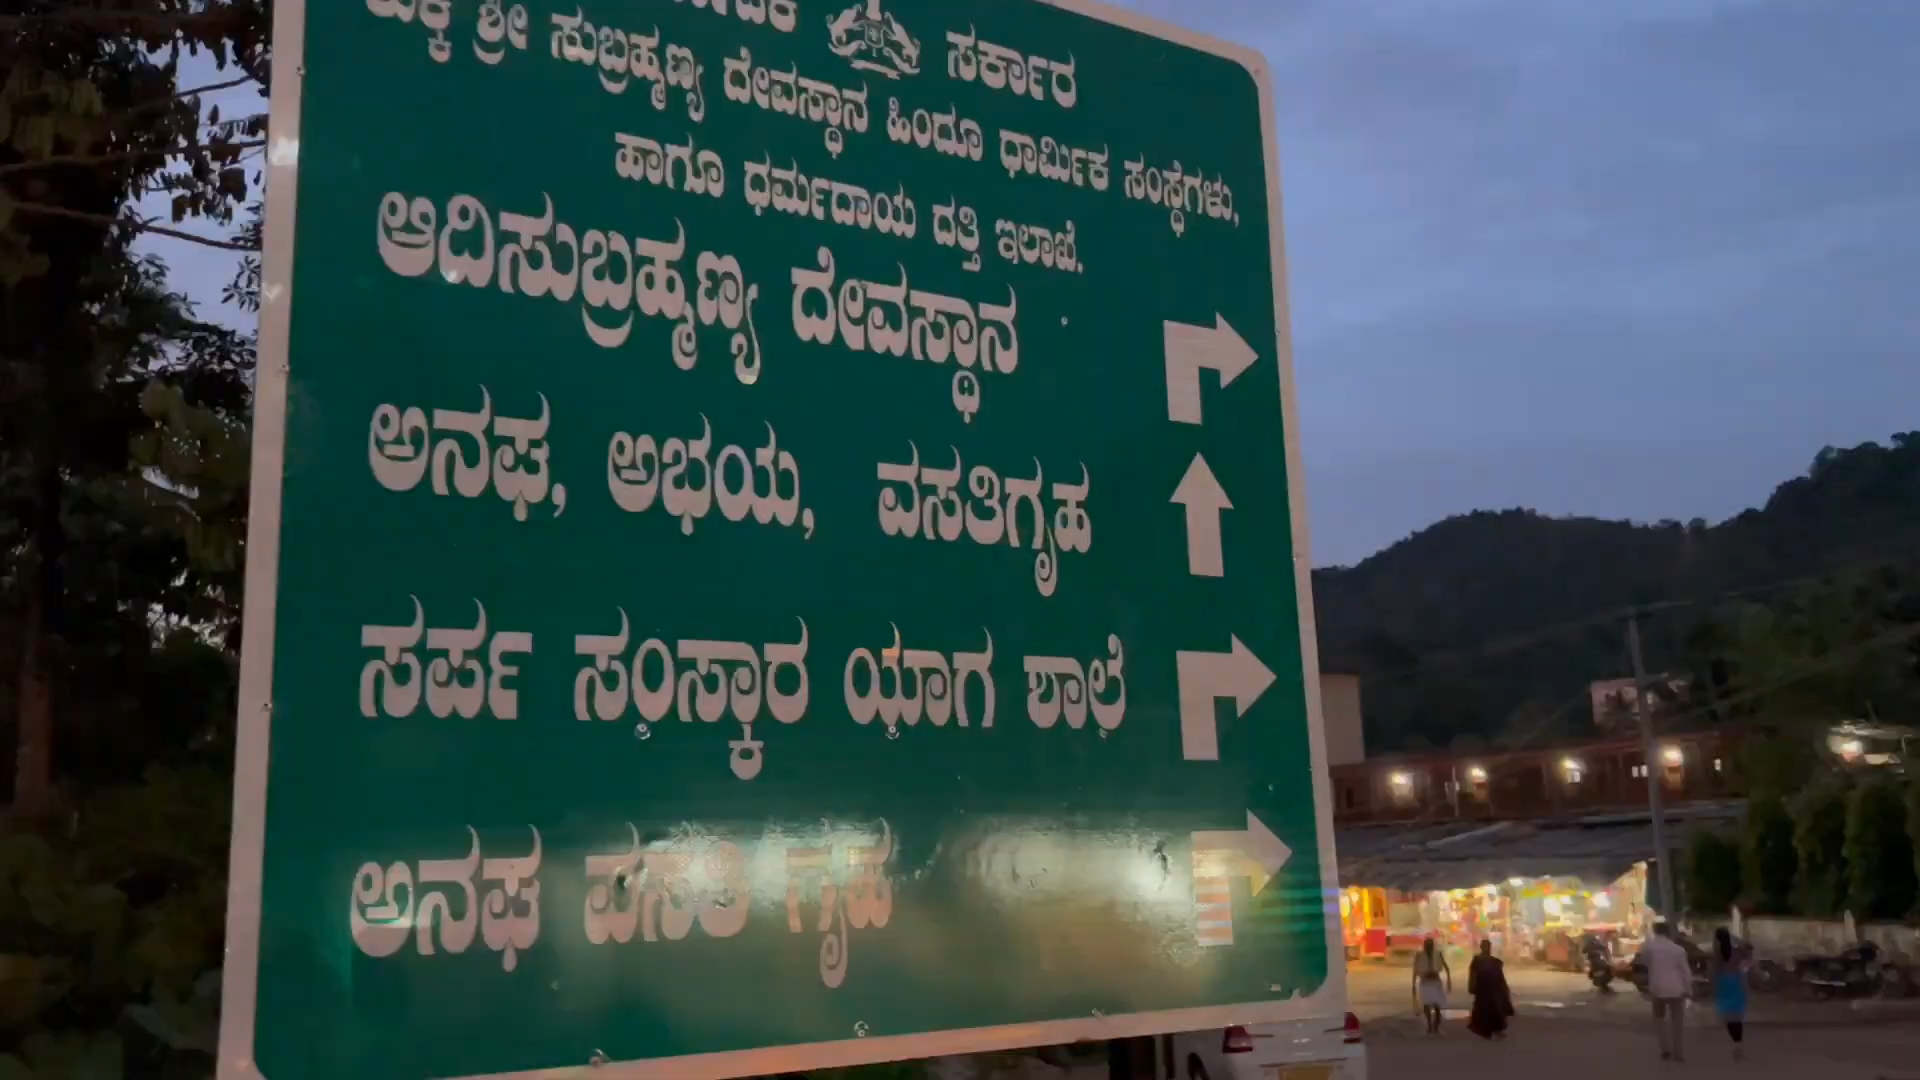 ಸರ್ಕಾರ
ಶ್ರೀ ಸುಬ್ರಹ್ಮಣ್ಯ ದೇವಸ್ಥಾನ ಹಿಂದೂ ಧಾರ್ಮಿಕ ಸಂಸ್ಥೆಗಳು,
ಹಾಗೂ ಧರ್ಮದಾಯ ದತ್ತಿ ಇಲಾಖೆ.
ಆದಿಸುಬ್ರಹ್ಮಣ್ಯ ದೇವಸ್ಥಾನ
ಅನಘ, ಅಭಯ, ವಸತಿಗೃಹ
ಸರ್ಪ ಸಂಸ್ಕಾರ ಯಾಗ ಶಾಲೆ
ಅನಘ ವಸತಿ ಗೃಹ